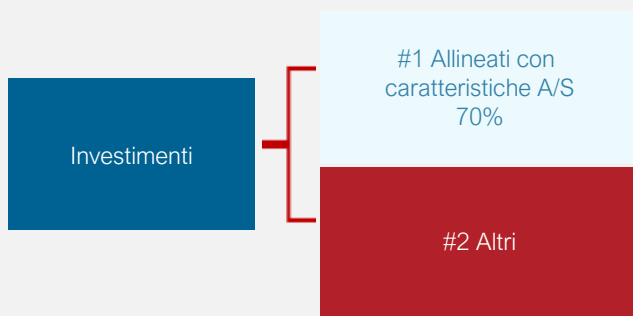 Investimenti
#1 Allineati con
caratteristiche A/S
70%
#2 Altri